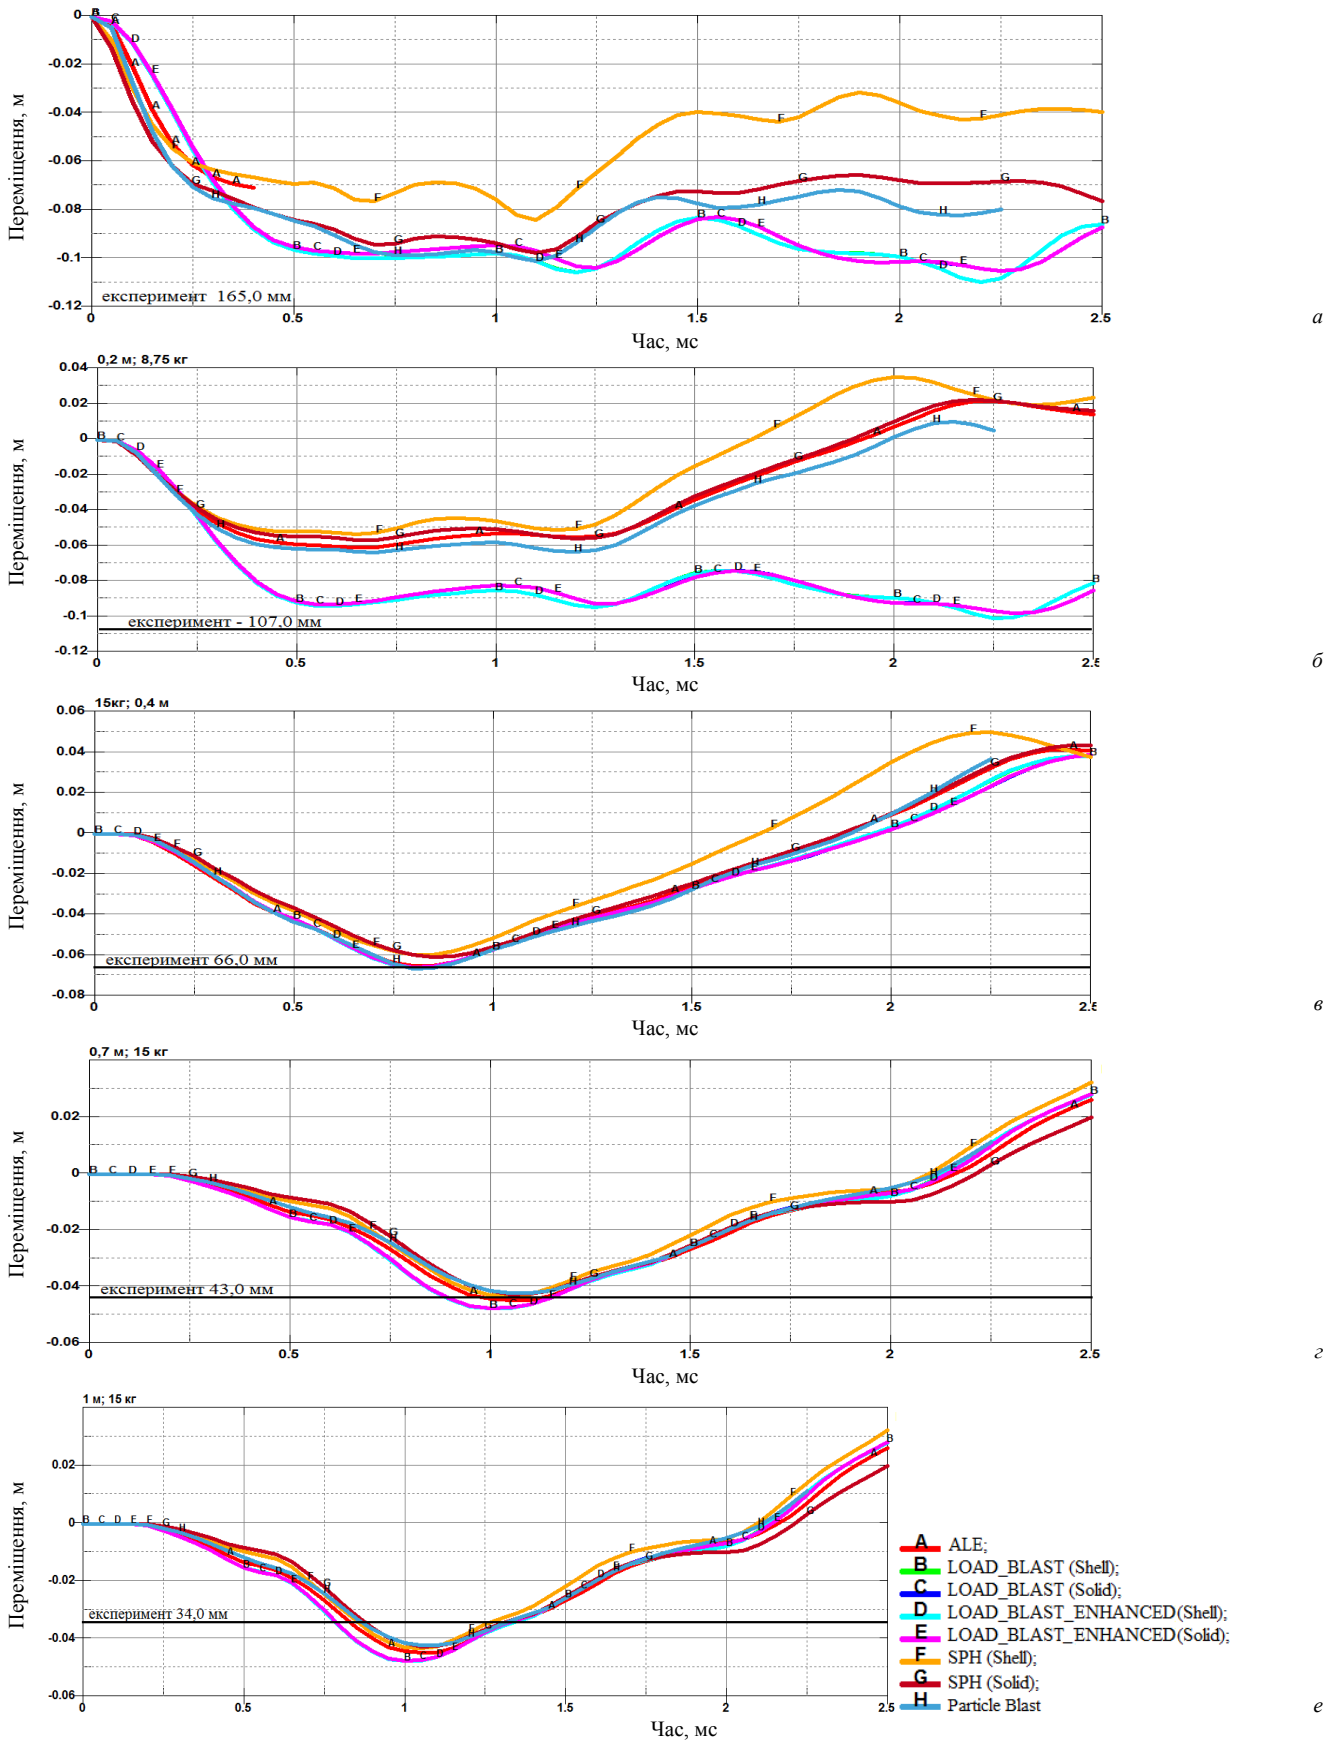 0
-0.02
-0.04
-0.06
-0.08
-0.1
-0.12
Переміщення, м
експеримент 165,0 мм
0 0.5 1 1.5 2 2.5
Час, мс
а
0,2 м; 8,75 кг
0.04
0.02
0
-0.02
-0.04
-0.06
-0.08
-0.1
-0.12
Переміщення, м
експеримент - 107,0 мм
0 0.5 1 1.5 2 2.5
Час, мс
б
15кг; 0,4 м
0.06
0.04
0.02
0
-0.02
-0.04
-0.06
-0.08
Переміщення, м
експеримент 66,0 мм
0 0.5 1 1.5 2 2.5
Час, мс
в
0,7 м; 15 кг
0.02
0
-0.02
-0.04
-0.06
Переміщення, м
експеримент 43,0 мм
0 0.5 1 1.5 2 2.5
Час, мс
г
1 м; 15 кг
0.02
0
-0.02
-0.04
-0.06
Переміщення, м
експеримент 34,0 мм
0 0.5 1 1.5 2 2.5
Час, мс
A ALE;
B LOAD_BLAST (Shell);
C LOAD_BLAST (Solid);
D LOAD_BLAST_ENHANCED(Shell);
E LOAD_BLAST_ENHANCED(Solid);
F SPH (Shell);
G SPH (Solid);
H Particle Blast
е